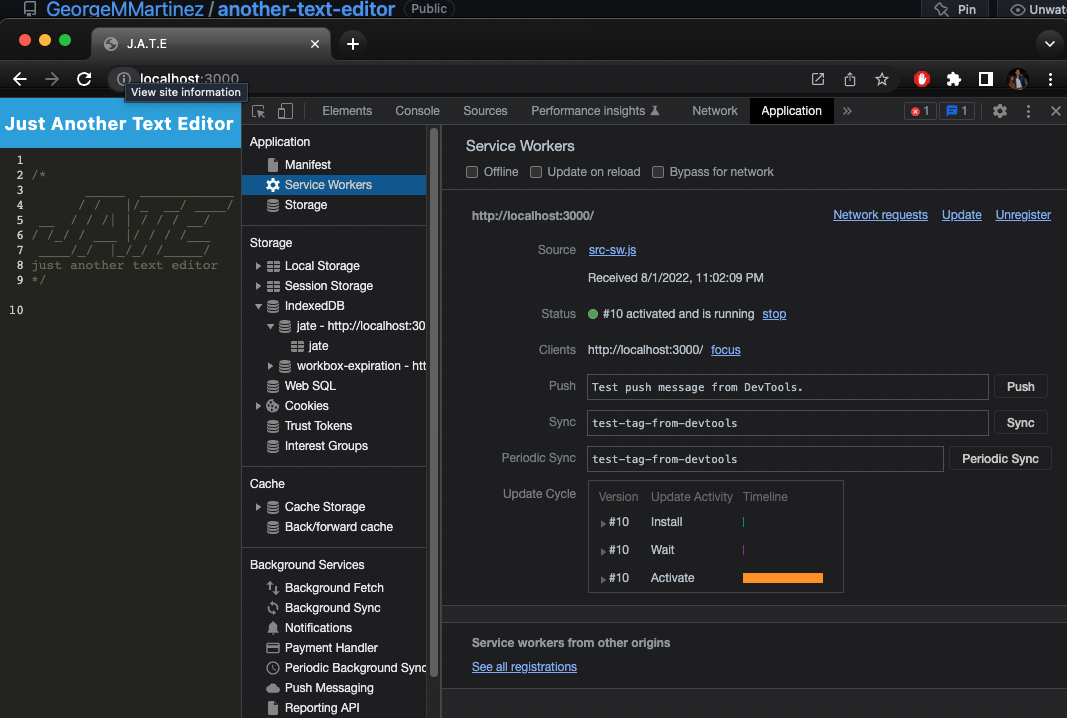 GeorgeMMartinez / another-text-editor Public
Pin
Unwat
J.A.T.E
localhost:3000
View site information
Elements Console Sources Performance insights Network Application » 1 1
Just Another Text Editor
1
2 /*
3
4
5
6
7
8 just another text editor
9 */
10
Application
Manifest
Service Workers
Storage
Storage
Local Storage
Session Storage
IndexedDB
jate - http://localhost:30
jate
workbox-expiration - htt
Web SQL
Cookies
Trust Tokens
Interest Groups
Cache
Cache Storage
Back/forward cache
Background Services
Background Fetch
Background Sync
Notifications
Payment Handler
Periodic Background Sync
Push Messaging
Reporting API
Service Workers
Offline Update on reload Bypass for network
http://localhost:3000/ Network requests Update Unregister
Source src-sw.js
Received 8/1/2022, 11:02:09 PM
Status #10 activated and is running stop
Clients http://localhost:3000/ focus
Push Test push message from DevTools. Push
Sync test-tag-from-devtools Sync
Periodic Sync test-tag-from-devtools Periodic Sync
Update Cycle Version Update Activity Timeline
#10 Install
#10 Wait
#10 Activate
Service workers from other origins
See all registrations